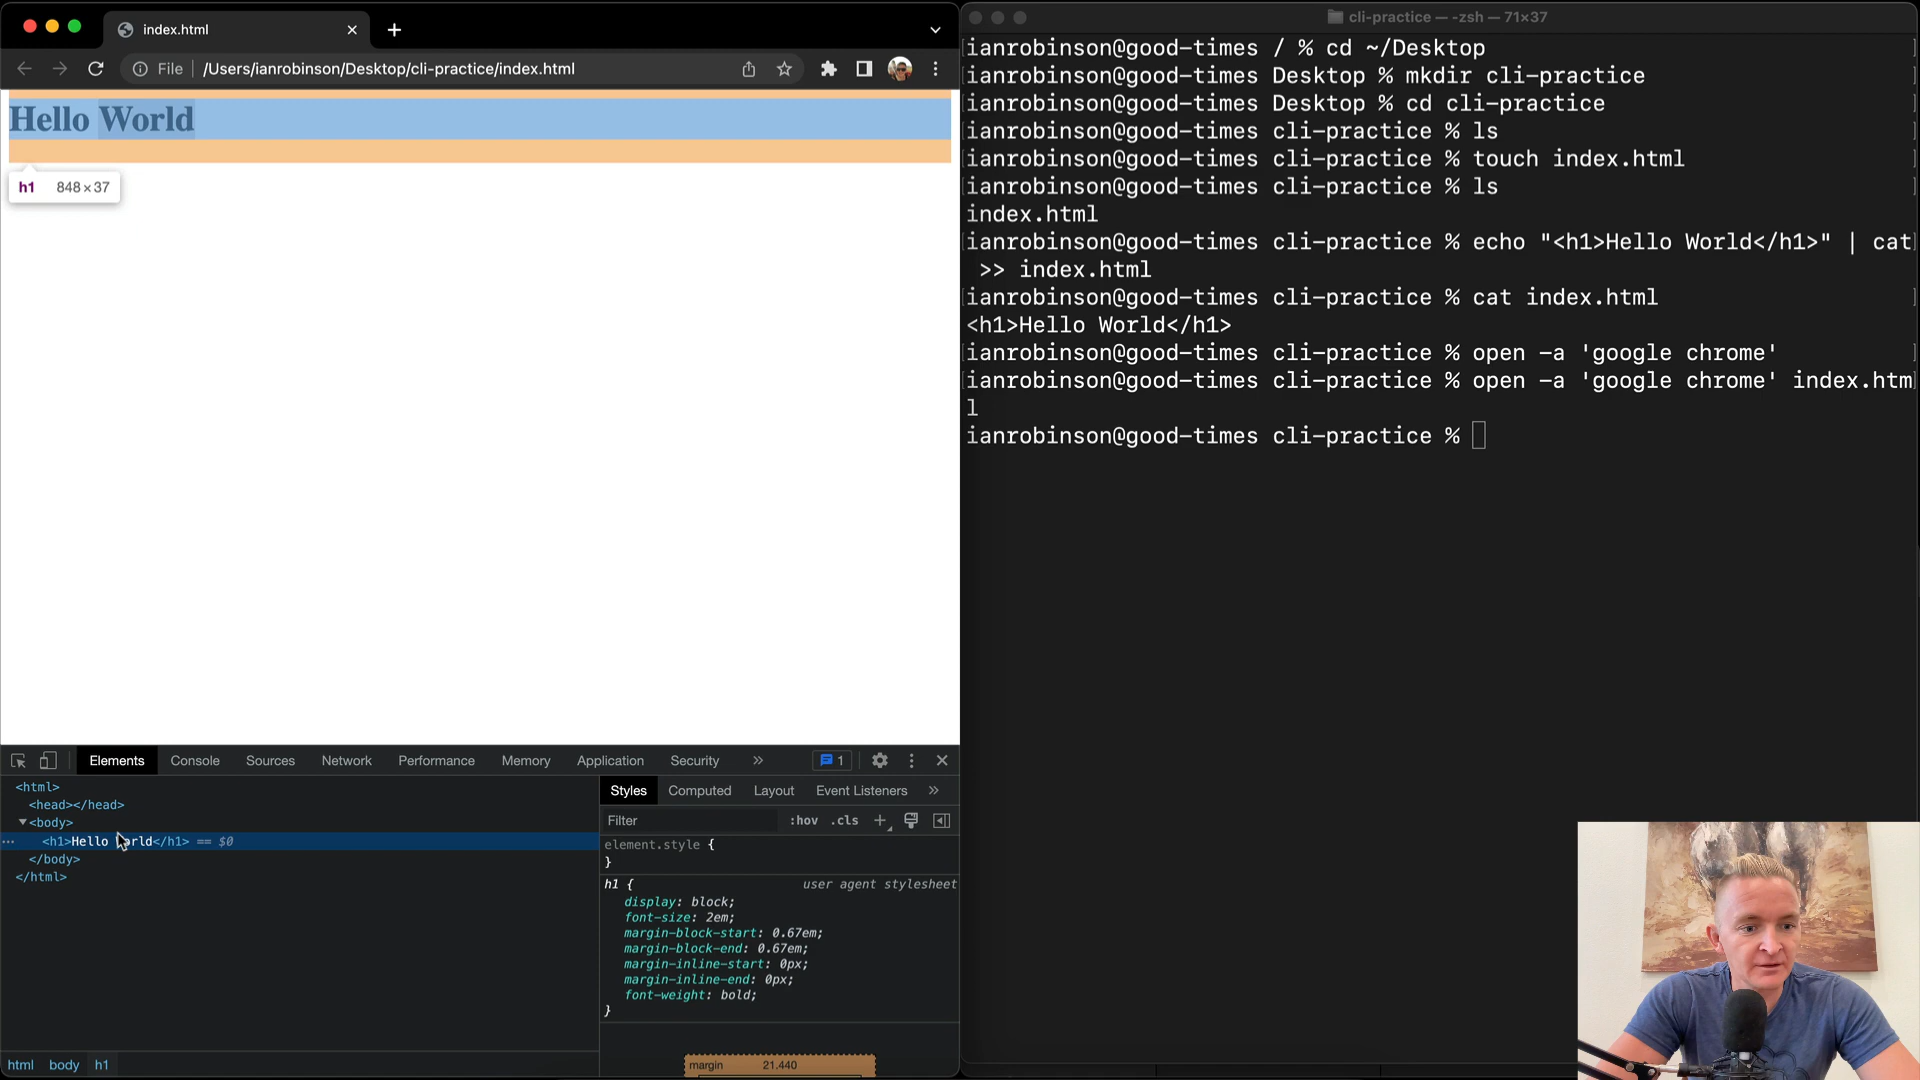 index.html
File
/Users/ianrobinson/Desktop/cli-practice/index.html
Hello World
h1 848×37
Elements Console Sources Network Performance Memory Application Security » 1
<html>
<head></head>
▼<body>
<h1>Hello World</h1> == $0
</body>
</html>
html body h1
Styles Computed Layout Event Listeners »
Filter :hov .cls +
element.style {
}
h1 { user agent stylesheet
display: block;
font-size: 2em;
margin-block-start: 0.67em;
margin-block-end: 0.67em;
margin-inline-start: 0px;
margin-inline-end: 0px;
font-weight: bold;
}
margin 21.440
cli-practice — -zsh — 71×37
ianrobinson@good-times / % cd ~/Desktop
ianrobinson@good-times Desktop % mkdir cli-practice
ianrobinson@good-times Desktop % cd cli-practice
ianrobinson@good-times cli-practice % ls
ianrobinson@good-times cli-practice % touch index.html
ianrobinson@good-times cli-practice % ls
index.html
ianrobinson@good-times cli-practice % echo "<h1>Hello World</h1>" | cat
>> index.html
ianrobinson@good-times cli-practice % cat index.html
<h1>Hello World</h1>
ianrobinson@good-times cli-practice % open -a 'google chrome'
ianrobinson@good-times cli-practice % open -a 'google chrome' index.htm
l
ianrobinson@good-times cli-practice %